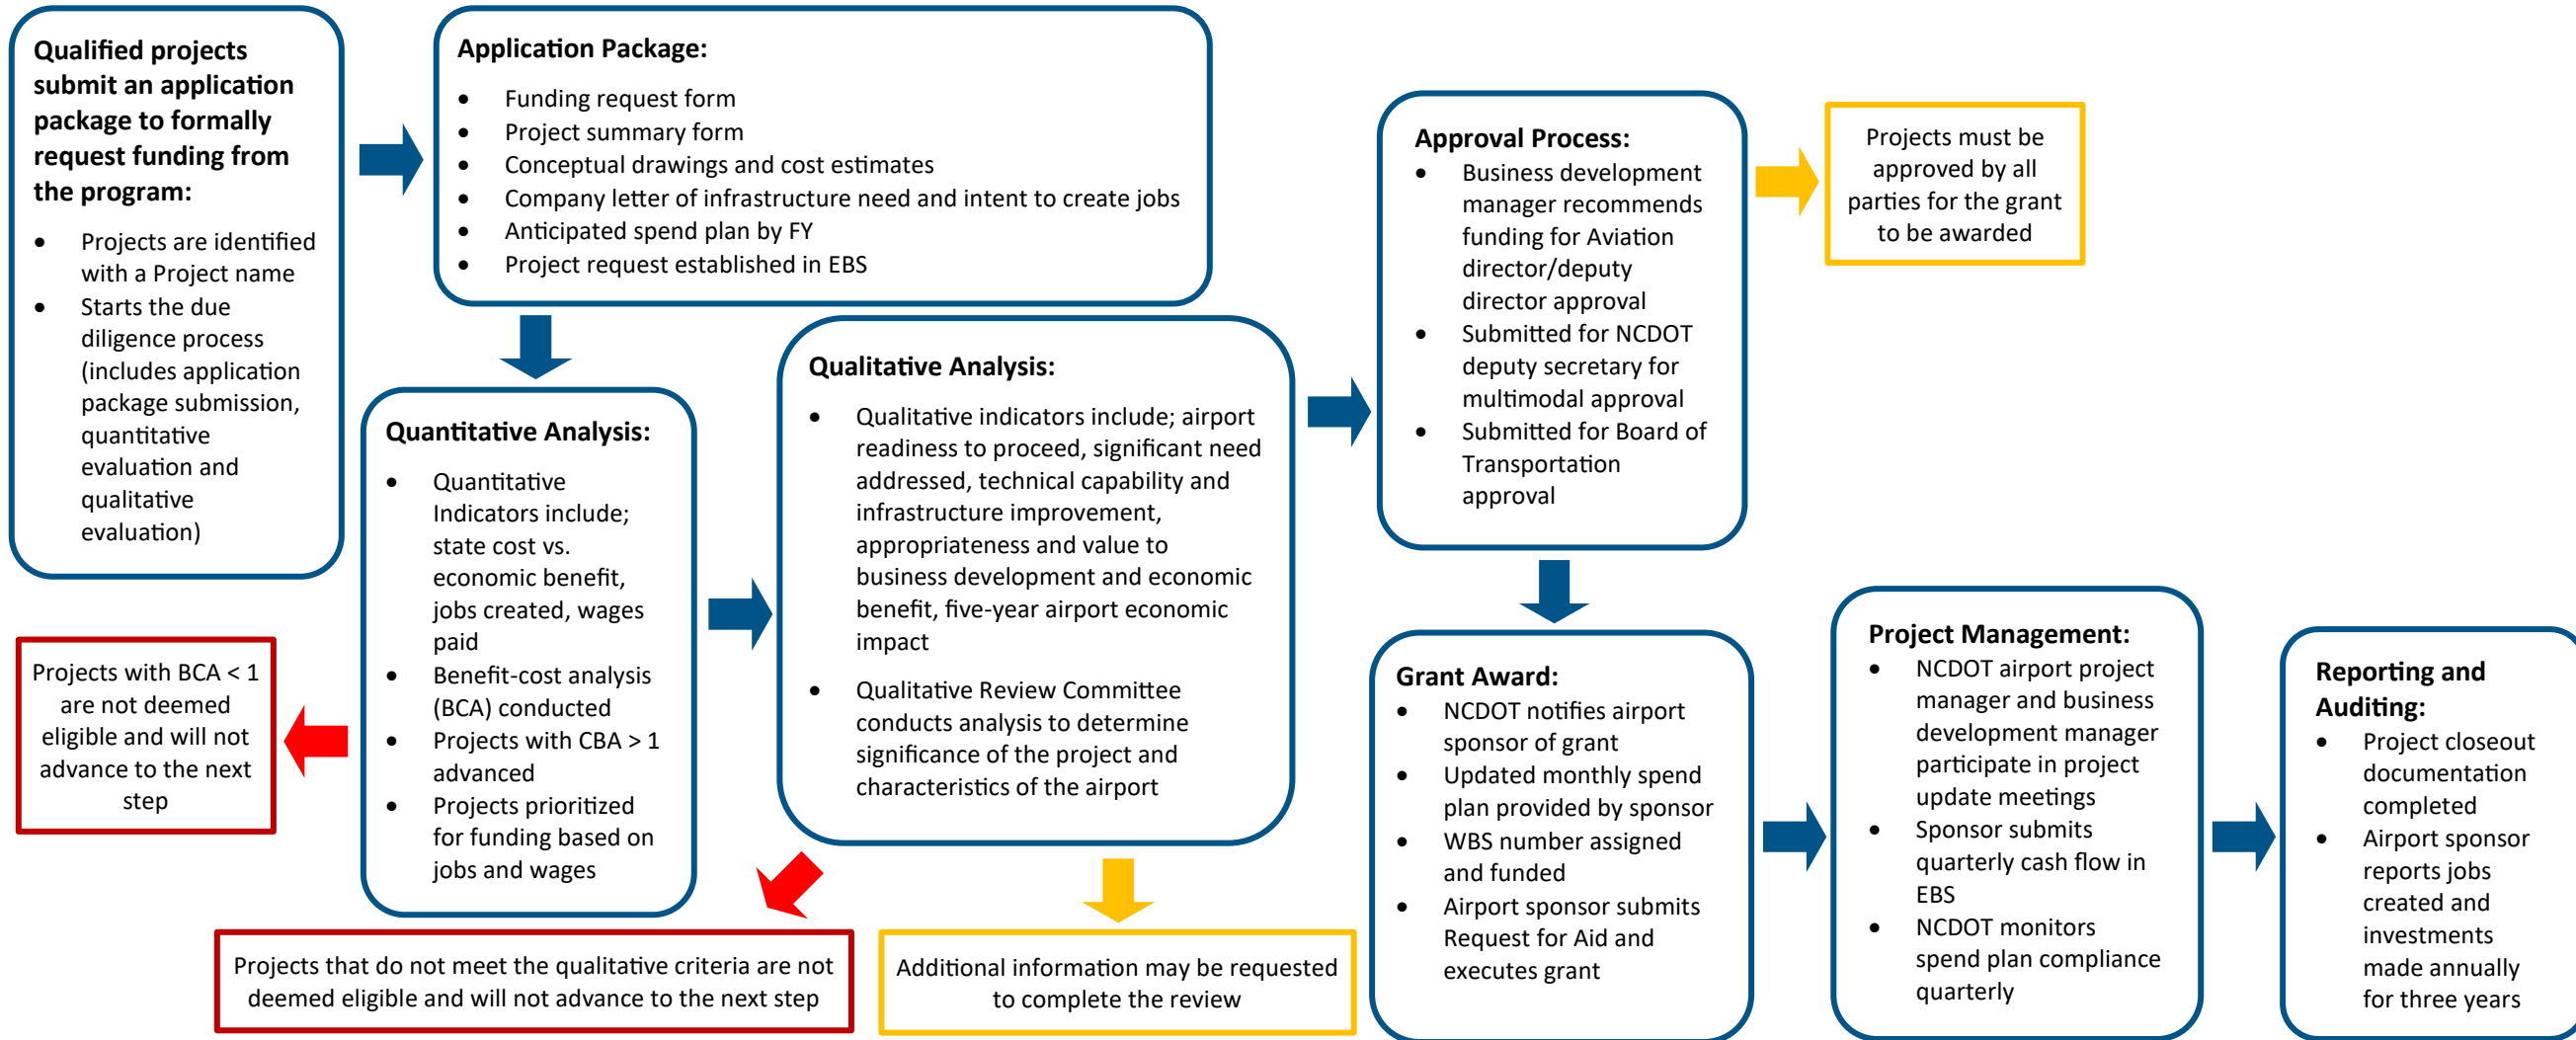 Qualified projects
submit an application
package to formally
request funding from
the program:
• Projects are identified
with a Project name
• Starts the due
diligence process
(includes application
package submission,
quantitative
evaluation and
qualitative
evaluation)
Application Package:
• Funding request form
• Project summary form
• Conceptual drawings and cost estimates
• Company letter of infrastructure need and intent to create jobs
• Anticipated spend plan by FY
• Project request established in EBS
Quantitative Analysis:
• Quantitative
Indicators include;
state cost vs.
economic benefit,
jobs created, wages
paid
• Benefit-cost analysis
(BCA) conducted
• Projects with CBA > 1
advanced
• Projects prioritized
for funding based on
jobs and wages
Projects with BCA < 1
are not deemed
eligible and will not
advance to the next
step
Qualitative Analysis:
• Qualitative indicators include; airport
readiness to proceed, significant need
addressed, technical capability and
infrastructure improvement,
appropriateness and value to
business development and economic
benefit, five-year airport economic
impact
• Qualitative Review Committee
conducts analysis to determine
significance of the project and
characteristics of the airport
Projects that do not meet the qualitative criteria are not
deemed eligible and will not advance to the next step
Additional information may be requested
to complete the review
Approval Process:
• Business development
manager recommends
funding for Aviation
director/deputy
director approval
• Submitted for NCDOT
deputy secretary for
multimodal approval
• Submitted for Board of
Transportation
approval
Projects must be
approved by all
parties for the grant
to be awarded
Grant Award:
• NCDOT notifies airport
sponsor of grant
• Updated monthly spend
plan provided by sponsor
• WBS number assigned
and funded
• Airport sponsor submits
Request for Aid and
executes grant
Project Management:
• NCDOT airport project
manager and business
development manager
participate in project
update meetings
• Sponsor submits
quarterly cash flow in
EBS
• NCDOT monitors
spend plan compliance
quarterly
Reporting and
Auditing:
• Project closeout
documentation
completed
• Airport sponsor
reports jobs
created and
investments
made annually
for three years